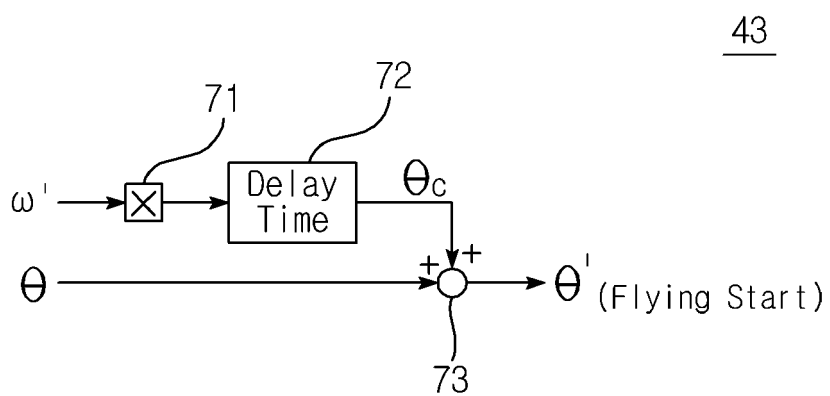 43
71
72
ω'
Delay
Time
θc
+
+
θ
θ' (Flying Start)
73